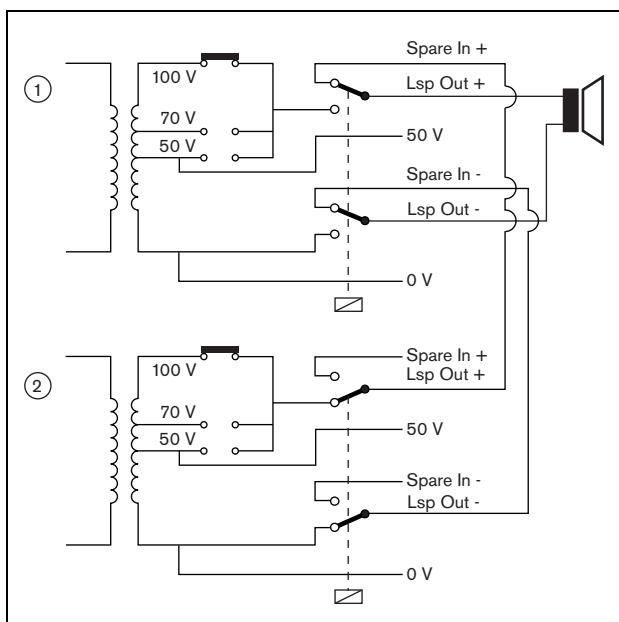 Spare In +
1
100 V
Lsp Out +
70 V
50 V
50 V
Spare In -
Lsp Out -
0 V
2
100 V
Spare In +
Lsp Out +
70 V
50 V
50 V
Spare In -
Lsp Out -
0 V